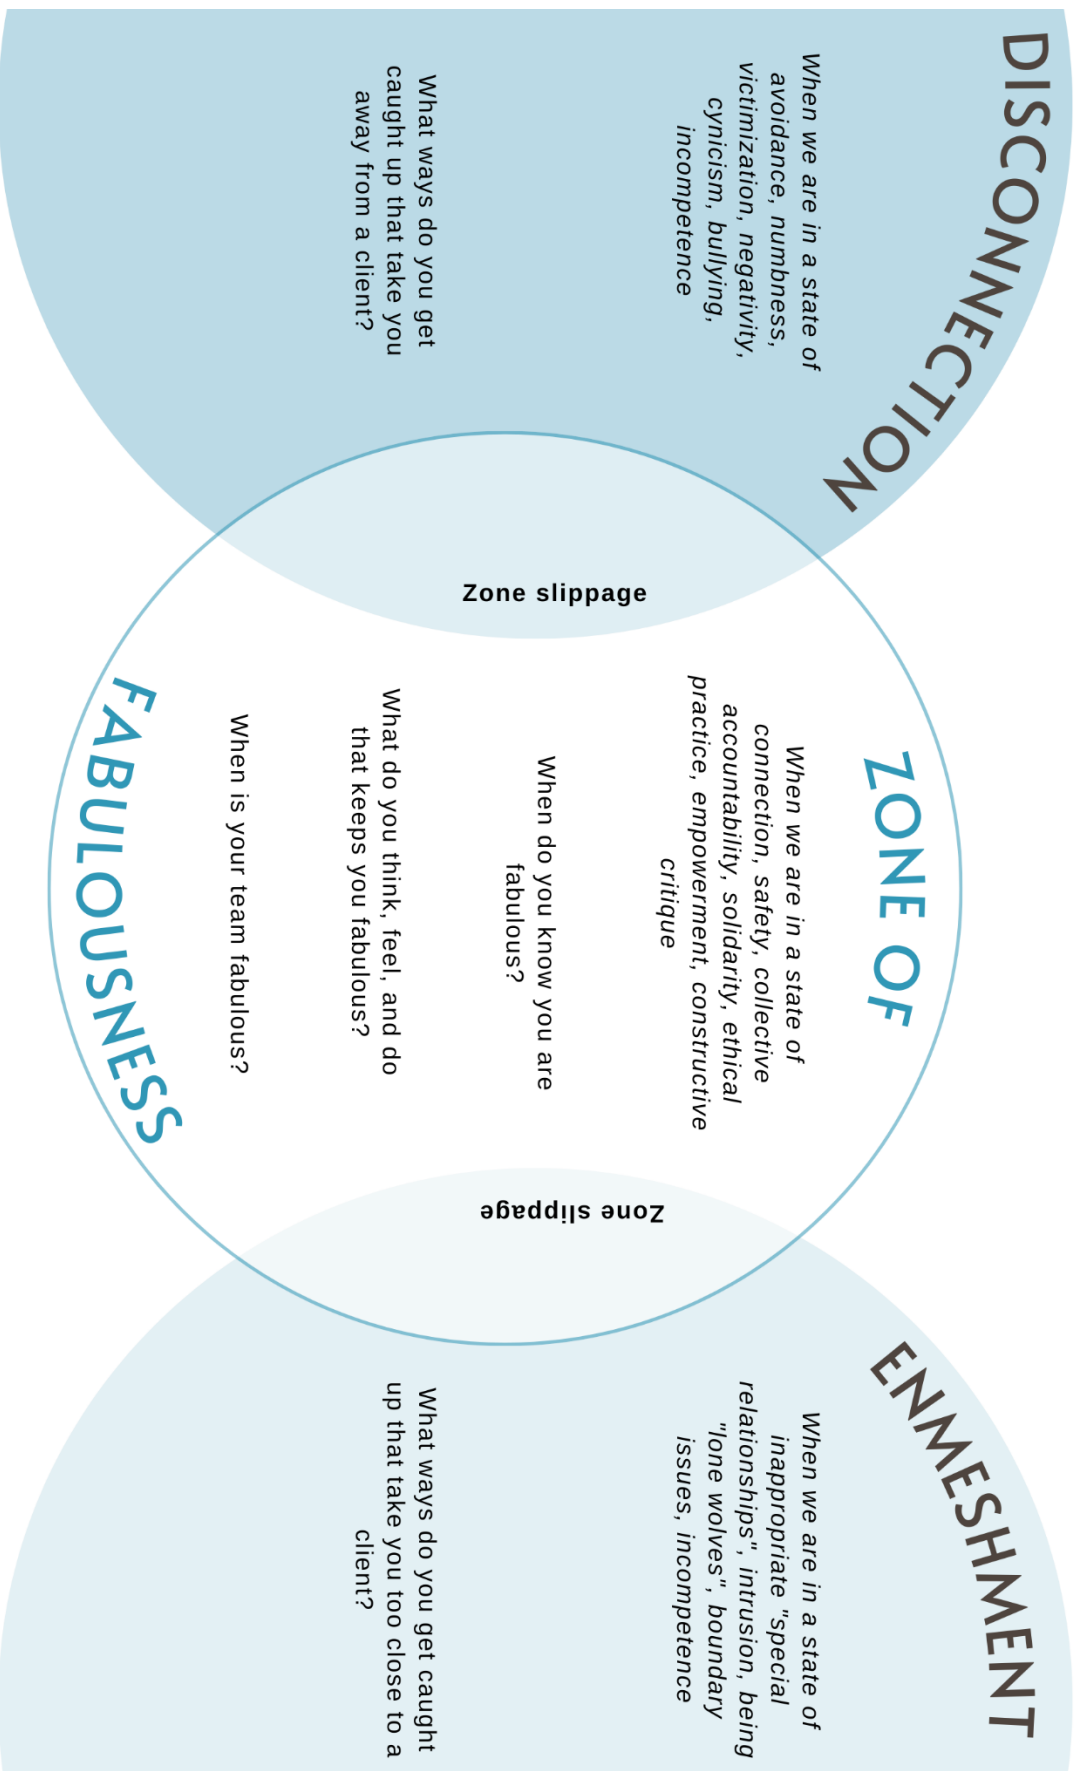 DISCONNECTION
When we are in a state of
avoidance, numbness,
victimization, negativity,
cynicism, bullying,
incompetence
What ways do you get
caught up that take you
away from a client?
Zone slippage
ZONE OF
When we are in a state of
connection, safety, collective
accountability, solidarity, ethical
practice, empowerment, constructive
critique
When do you know you are
fabulous?
What do you think, feel, and do
that keeps you fabulous?
When is your team fabulous?
FABULOUSNESS
Zone slippage
ENMESHMENT
When we are in a state of
inappropriate "special
relationships", intrusion, being
"lone wolves", boundary
issues, incompetence
What ways do you get caught
up that take you too close to a
client?